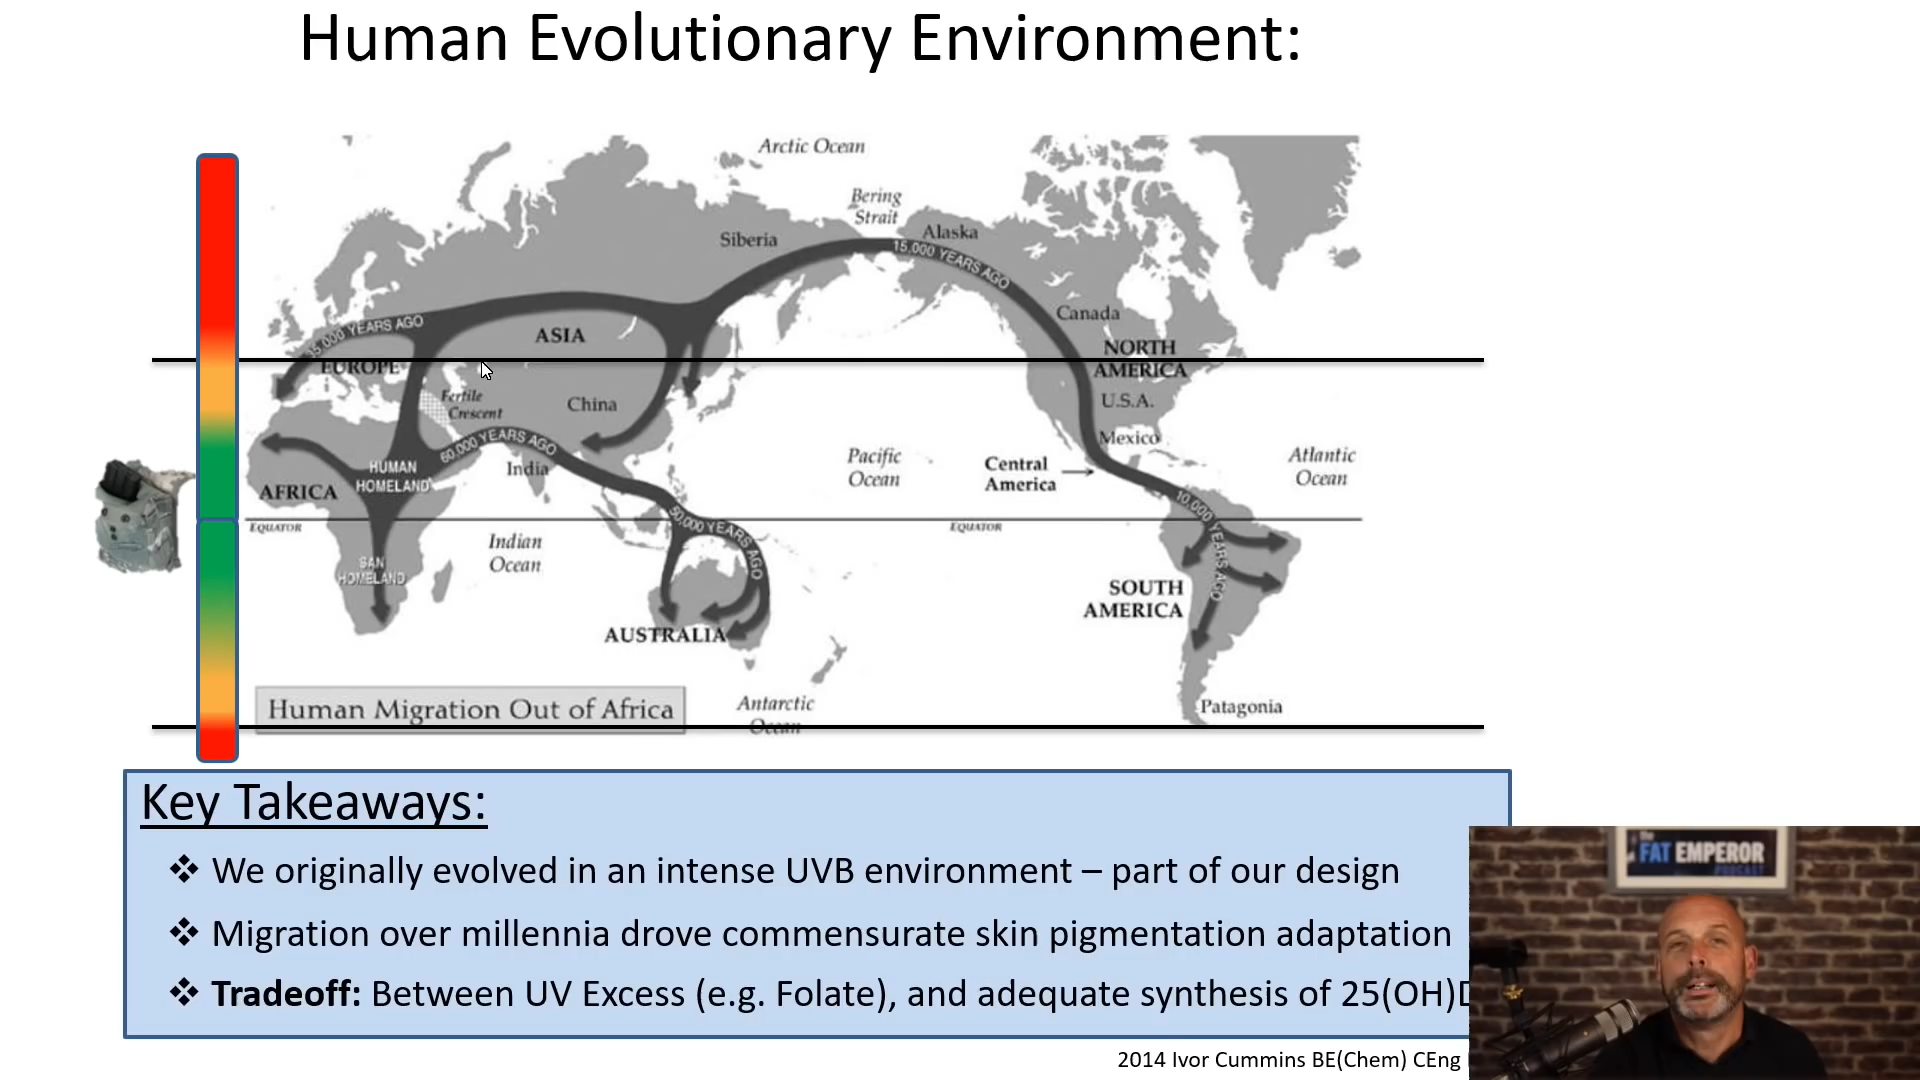 Human Evolutionary Environment:
Arctic Ocean
Bering
Strait
Siberia
Alaska
15,000 YEARS AGO
Canada
35,000 YEARS AGO
ASIA
EUROPE
NORTH
AMERICA
Fertile
Crescent
China
U.S.A.
60,000 YEARS AGO
Mexico
India
HUMAN
HOMELAND
AFRICA
Pacific
Ocean
Central
America
Atlantic
Ocean
10,000 YEARS AGO
50,000 YEARS AGO
EQUATOR
EQUATOR
Indian
Ocean
SAN
HOMELAND
SOUTH
AMERICA
AUSTRALIA
Human Migration Out of Africa
Antarctic
Ocean
Patagonia
Key Takeaways:
❖ We originally evolved in an intense UVB environment – part of our design
❖ Migration over millennia drove commensurate skin pigmentation adaptation
❖ Tradeoff: Between UV Excess (e.g. Folate), and adequate synthesis of 25(OH)D
2014 Ivor Cummins BE(Chem) CEng
the
FAT EMPEROR
PODCAST